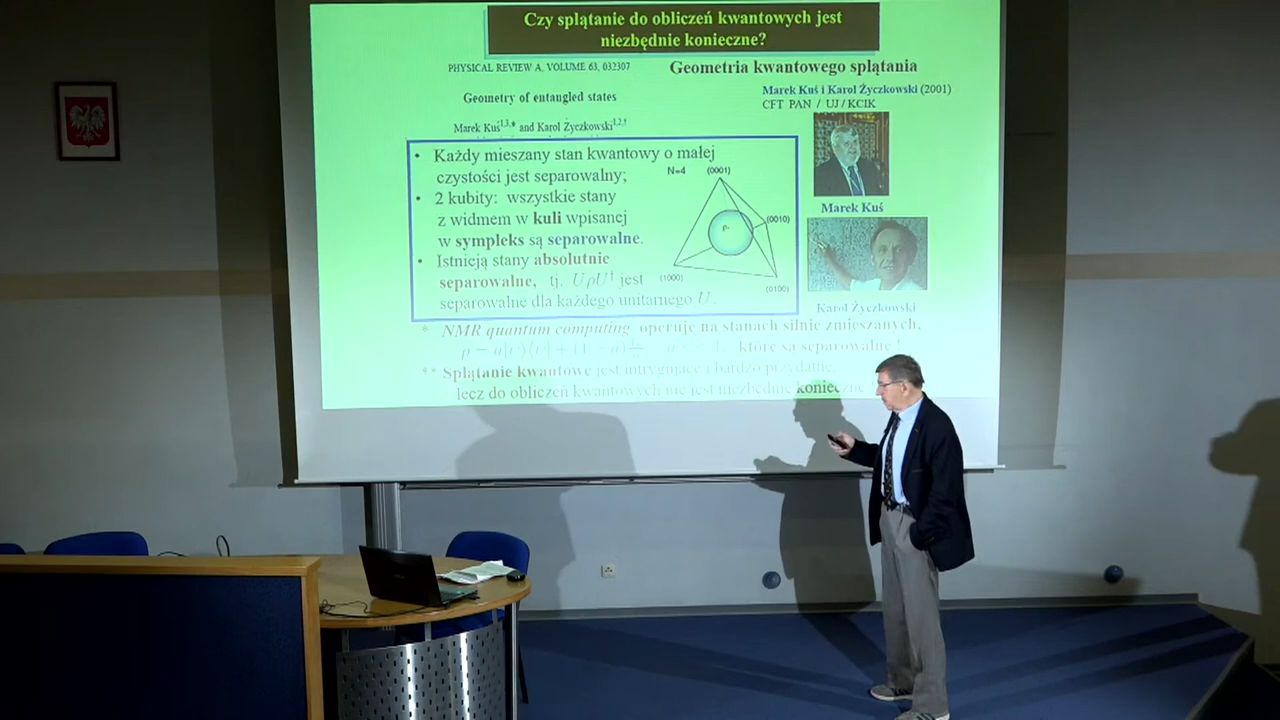 Czy splątanie do obliczeń kwantowych jest
niezbędnie konieczne?
PHYSICAL REVIEW A, VOLUME 63, 032307
Geometria kwantowego splątania
Geometry of entangled states
Marek Kuś i Karol Życzkowski (2001)
CFT PAN / UJ / KCIK
Marek Kuś¹,³,* and Karol Życzkowski¹,²,†
• Każdy mieszany stan kwantowy o małej
czystości jest separowalny;
• 2 kubity: wszystkie stany
z widmem w kuli wpisanej
w sympleks są separowalne.
• Istnieją stany absolutnie
separowalne, tj. UρU† jest
separowalne dla każdego unitarnego U.
N=4
(0001)
(0010)
ρ*
(1000)
(0100)
Marek Kuś
Karol Życzkowski
* NMR quantum computing operuje na stanach silnie zmieszanych,
które są separowalne !
** Splątanie kwantowe jest intrygujące i bardzo przydatne
lecz do obliczeń kwantowych nie jest niezbędnie konieczne